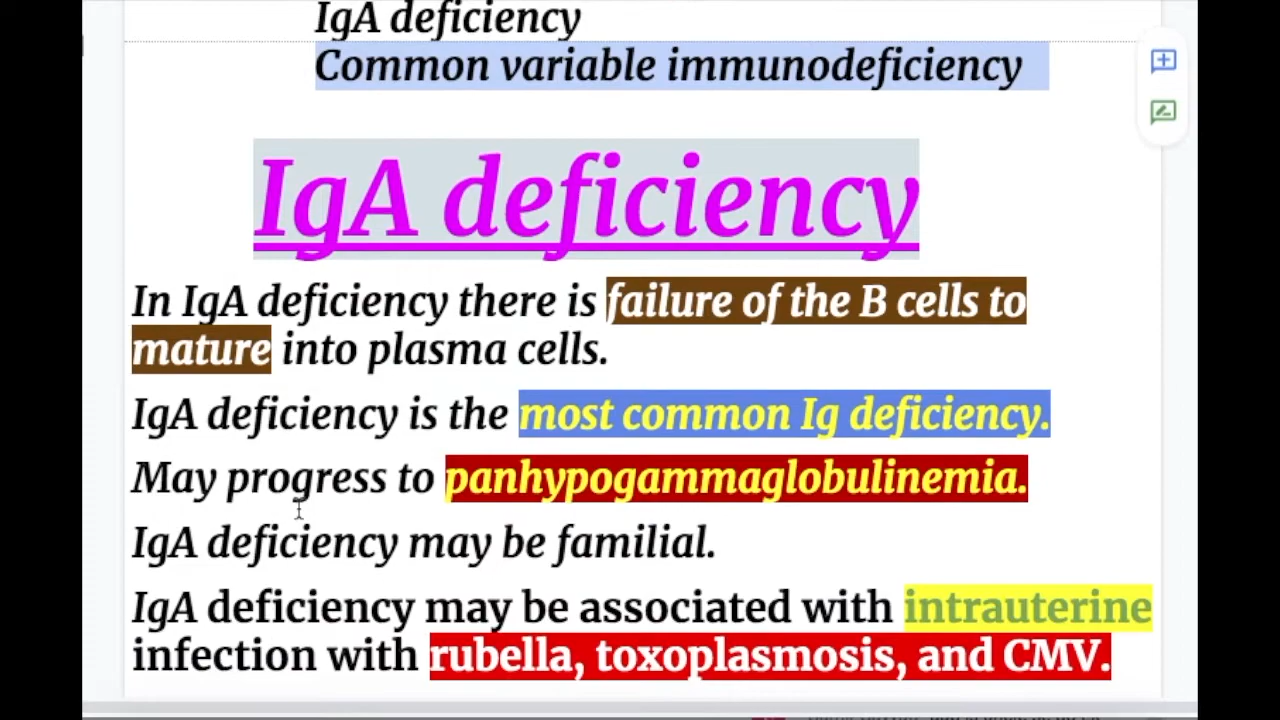 IgA deficiency
Common variable immunodeficiency
IgA deficiency
In IgA deficiency there is failure of the B cells to
mature into plasma cells.
IgA deficiency is the most common Ig deficiency.
May progress to panhypogammaglobulinemia.
IgA deficiency may be familial.
IgA deficiency may be associated with intrauterine
infection with rubella, toxoplasmosis, and CMV.